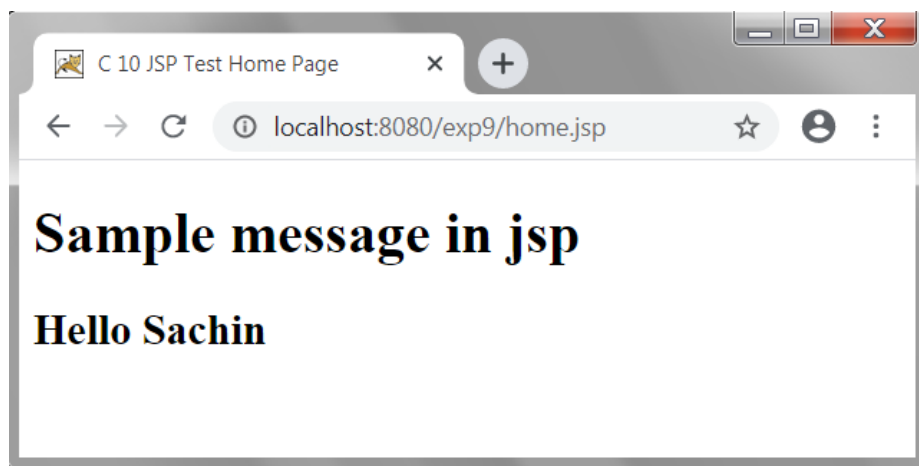 C 10 JSP Test Home Page
localhost:8080/exp9/home.jsp
Sample message in jsp
Hello Sachin